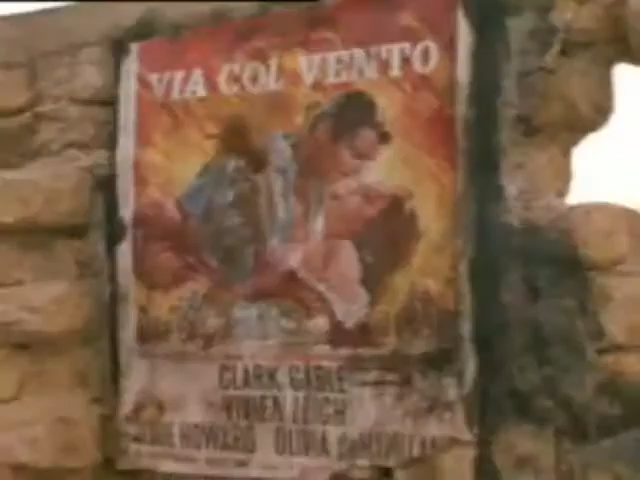 VIA COL VENTO
CLARK GABLE
VIVIEN LEIGH
HOWARD OLIVIA